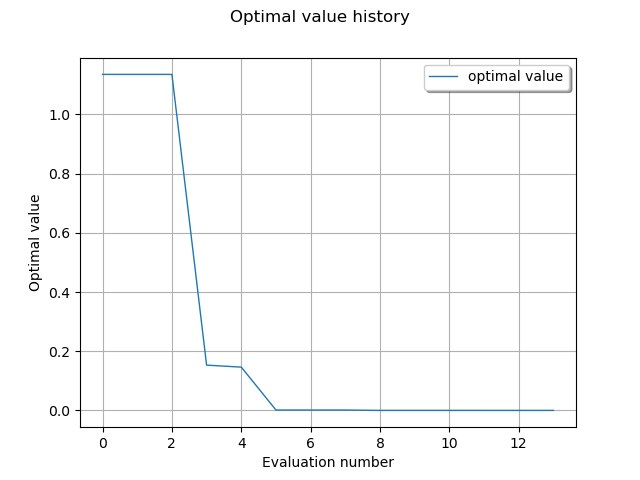 Optimal value history
optimal value
Optimal value
1.0
0.8
0.6
0.4
0.2
0.0
0 2 4 6 8 10 12
Evaluation number